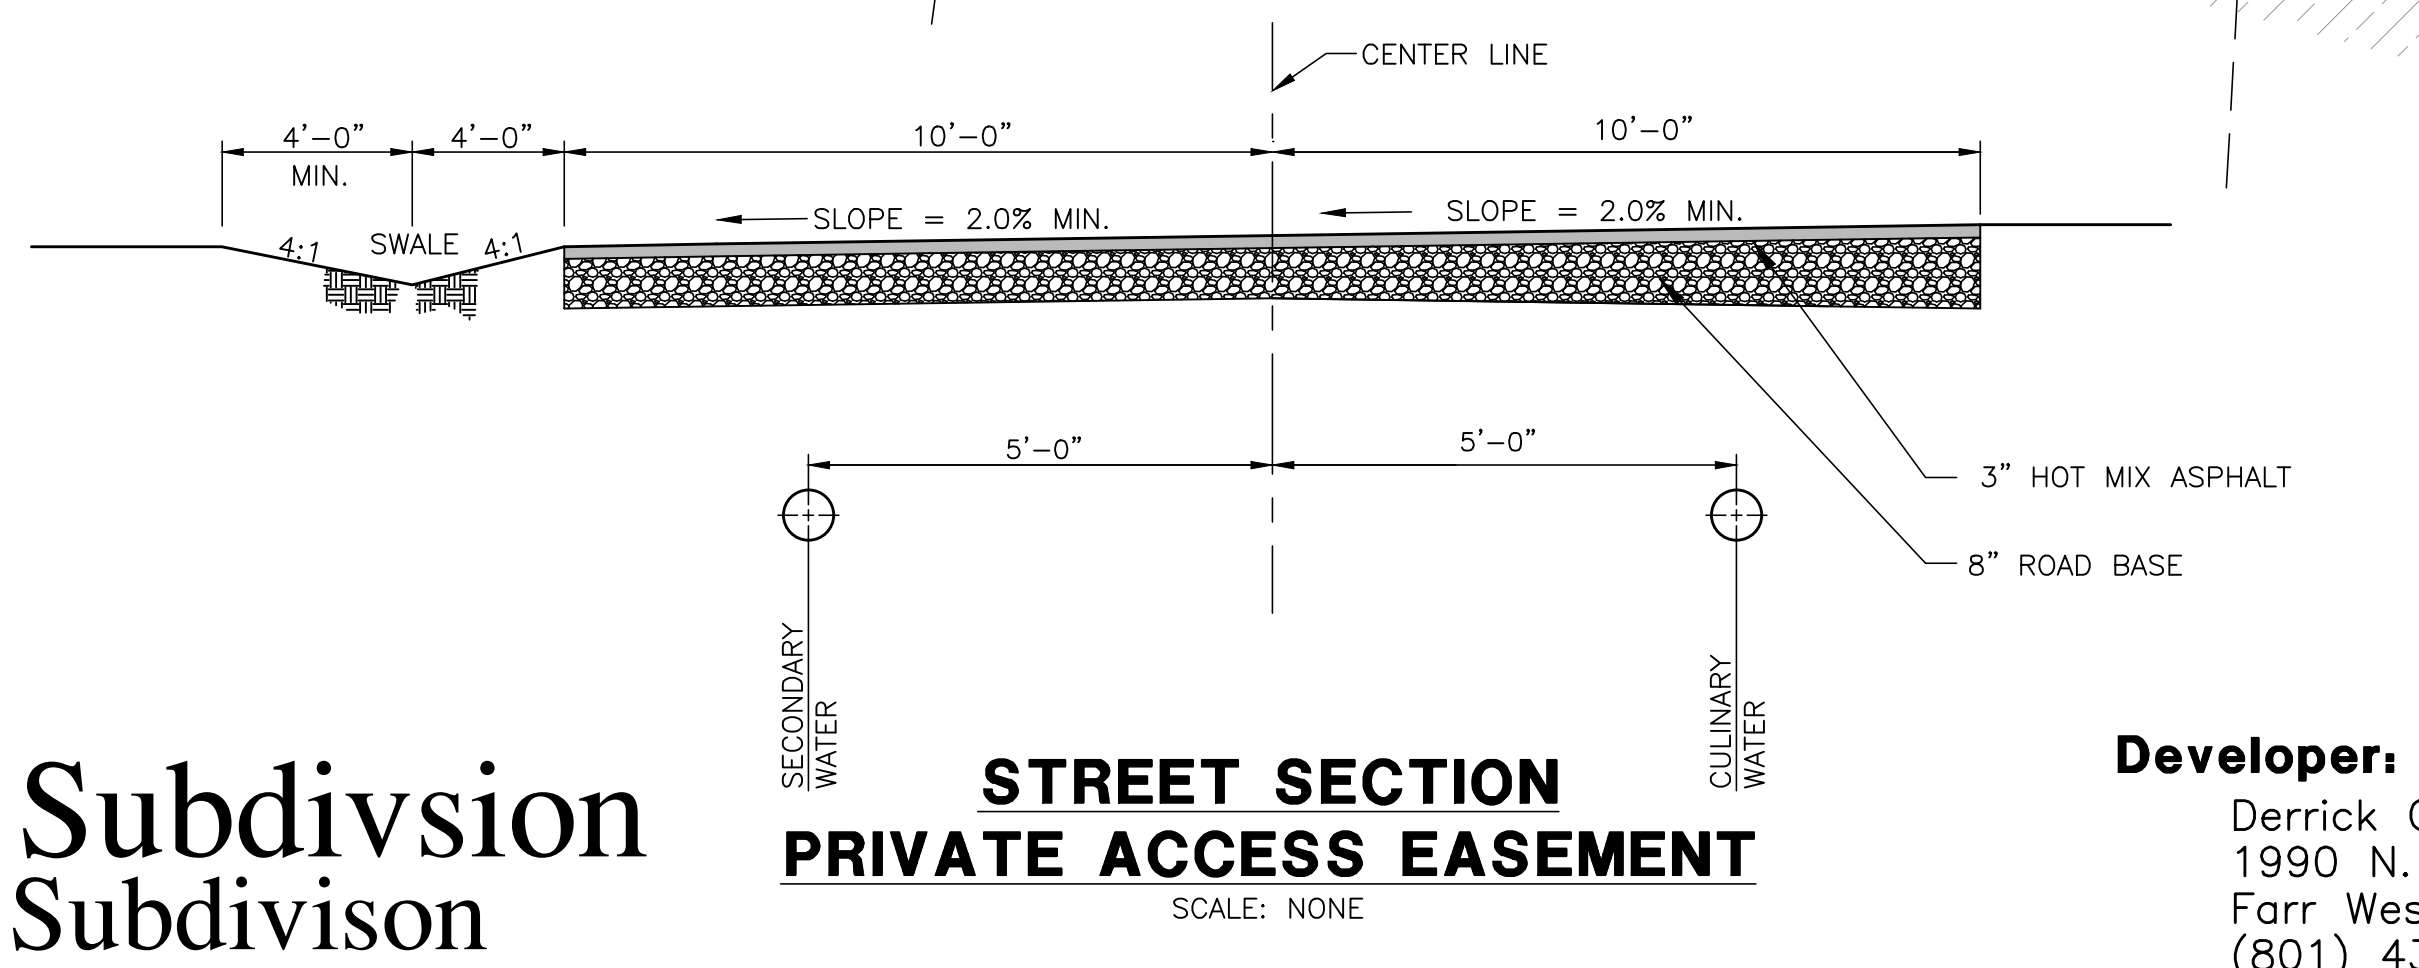 CENTER LINE
4'-0"
4'-0"
10'-0"
10'-0"
MIN.
SLOPE = 2.0% MIN.
SLOPE = 2.0% MIN.
4:1
SWALE
4:1
5'-0"
5'-0"
3" HOT MIX ASPHALT
8" ROAD BASE
SECONDARY
WATER
CULINARY
WATER
STREET SECTION
PRIVATE ACCESS EASEMENT
SCALE: NONE
Subdivsion
Subdivison
Developer:
Derrick
1990 N.
Farr
(801)